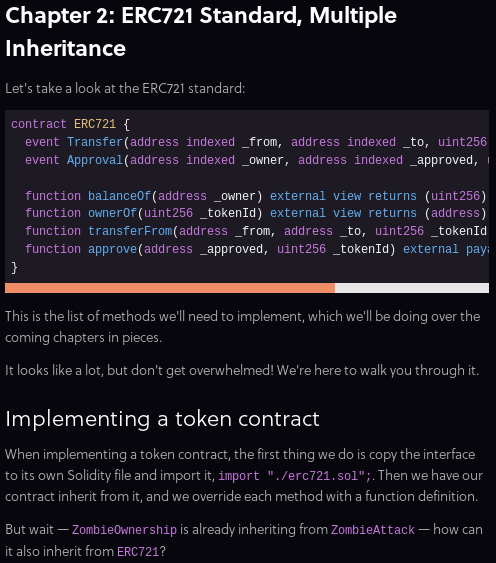 Chapter 2: ERC721 Standard, Multiple
Inheritance
Let's take a look at the ERC721 standard:
contract ERC721 {
event Transfer(address indexed _from, address indexed _to, uint256
event Approval(address indexed _owner, address indexed _approved,
function balanceOf(address _owner) external view returns (uint256)
function ownerOf(uint256 _tokenId) external view returns (address)
function transferFrom(address _from, address _to, uint256 _tokenId
function approve(address _approved, uint256 _tokenId) external paya
}
This is the list of methods we'll need to implement, which we'll be doing over the
coming chapters in pieces.
It looks like a lot, but don't get overwhelmed! We're here to walk you through it.
Implementing a token contract
When implementing a token contract, the first thing we do is copy the interface
to its own Solidity file and import it, import "./erc721.sol";. Then we have our
contract inherit from it, and we override each method with a function definition.
But wait — ZombieOwnership is already inheriting from ZombieAttack — how can
it also inherit from ERC721?